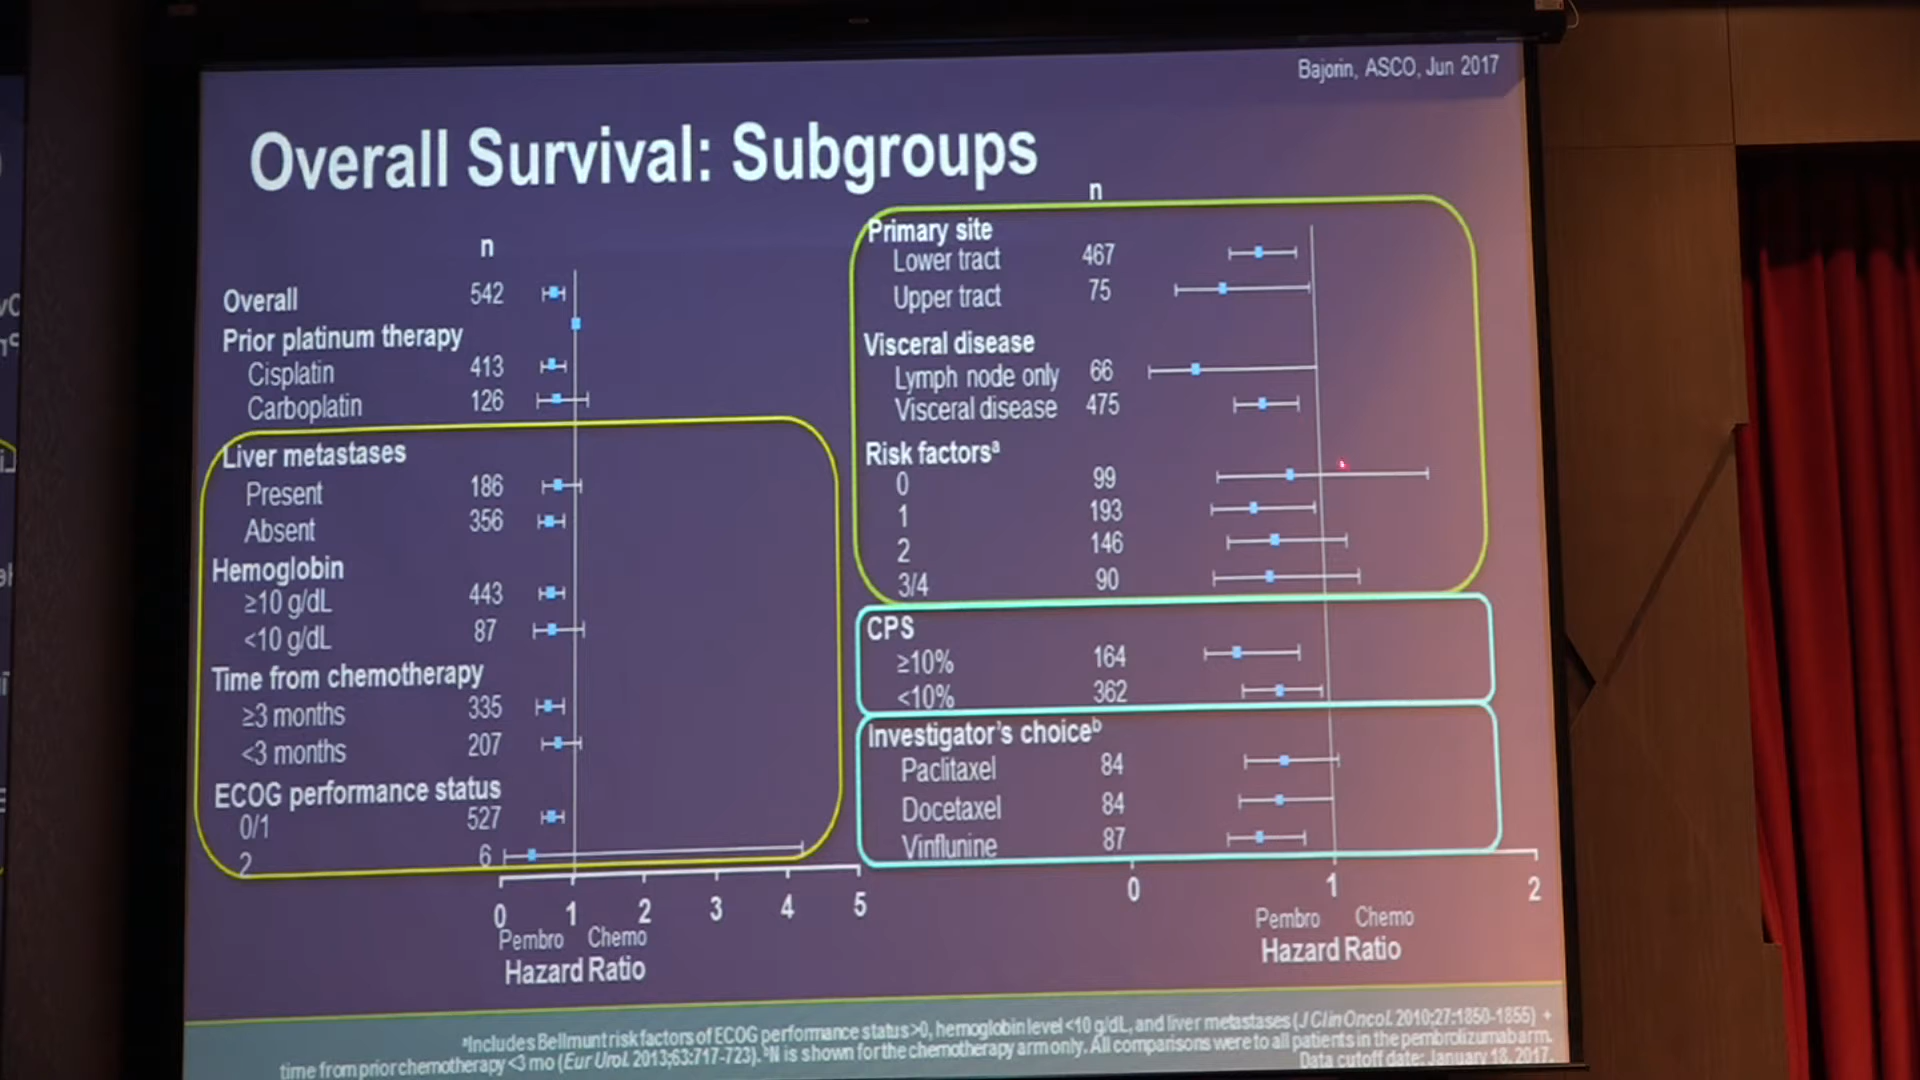 Bajorin, ASCO, Jun 2017
Overall Survival: Subgroups
n
Overall 542
Prior platinum therapy
Cisplatin 413
Carboplatin 126
Liver metastases
Present 186
Absent 356
Hemoglobin
≥10 g/dL 443
<10 g/dL 87
Time from chemotherapy
≥3 months 335
<3 months 207
ECOG performance status
0/1 527
2 6
0 1 2 3 4 5
Pembro Chemo
Hazard Ratio
n
Primary site
Lower tract 467
Upper tract 75
Visceral disease
Lymph node only 66
Visceral disease 475
Risk factorsᵃ
0 99
1 193
2 146
3/4 90
CPS
≥10% 164
<10% 362
Investigator's choiceᵇ
Paclitaxel 84
Docetaxel 84
Vinflunine 87
0 1 2
Pembro Chemo
Hazard Ratio
ᵃIncludes Bellmunt risk factors of ECOG performance status >0, hemoglobin level <10 g/dL, and liver metastases (J Clin Oncol. 2010;27:1850-1855) +
time from prior chemotherapy <3 mo (Eur Urol. 2013;63:717-723). ᵇN is shown for the chemotherapy arm only. All comparisons were to all patients in the pembrolizumab arm.
Data cutoff date: January 18, 2017.